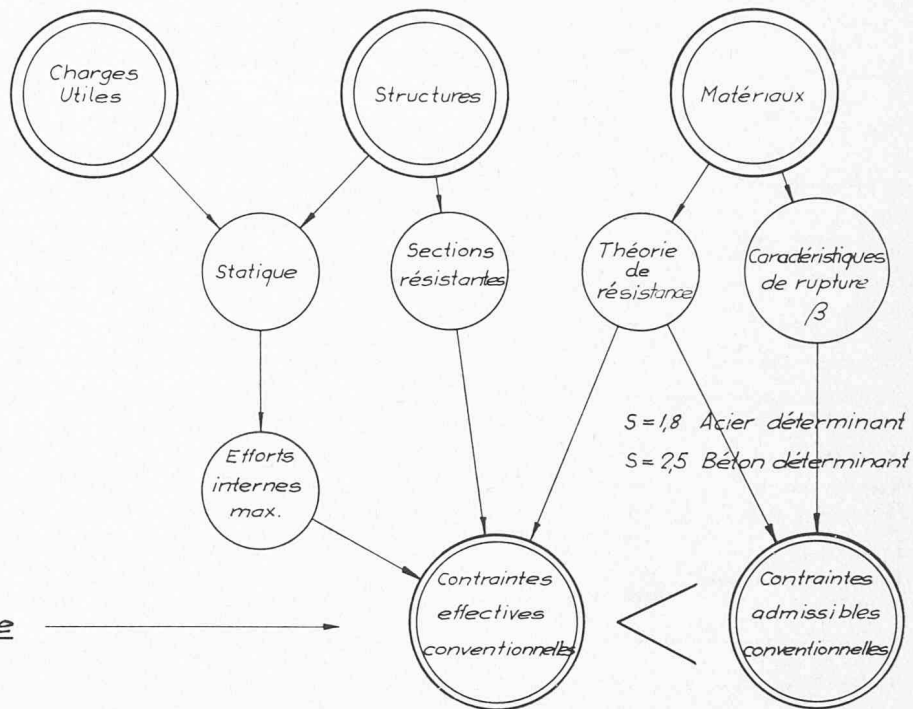 Charges
Utiles
Structures
Matériaux
Statique
Sections
résistantes
Théorie
de
résistance
Caractéristiques
de rupture
β
S = 1,8 Acier déterminant
S = 2,5 Béton déterminant
Efforts
internes
max.
Contraintes
effectives
conventionnelles
<
Contraintes
admissibles
conventionnelles